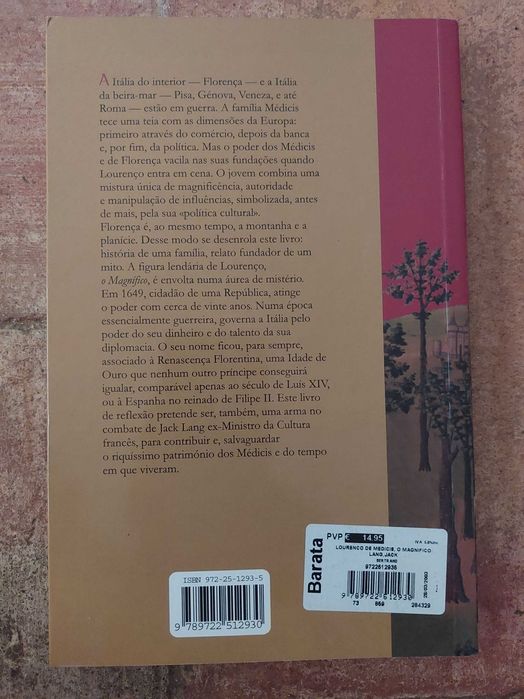 A Itália do interior — Florença — e a Itália
da beira-mar — Pisa, Génova, Veneza, e até
Roma — estão em guerra. A família Médicis
tece uma teia com as dimensões da Europa:
primeiro através do comércio, depois da banca
e, por fim, da política. Mas o poder dos Médicis
e de Florença vacila nas suas fundações quando
Lourenço entra em cena. O jovem combina uma
mistura única de magnificência, autoridade
e manipulação de influências, simbolizada, antes
de mais, pela sua «política cultural».
Florença é, ao mesmo tempo, a montanha e a
planície. Desse modo se desenrola este livro:
história de uma família, relato fundador de um
mito. A figura lendária de Lourenço,
o Magnífico, é envolta numa áurea de mistério.
Em 1649, cidadão de uma República, atinge
o poder com cerca de vinte anos. Numa época
essencialmente guerreira, governa a Itália pelo
poder do seu dinheiro e do talento da sua
diplomacia. O seu nome ficou, para sempre,
associado à Renascença Florentina, uma Idade de
Ouro que nenhum outro príncipe conseguirá
igualar, comparável apenas ao século de Luís XIV,
ou à Espanha no reinado de Filipe II. Este livro
de reflexão pretende ser, também, uma arma no
combate de Jack Lang ex-Ministro da Cultura
francês, para contribuir e, salvaguardar
o riquíssimo património dos Médicis e do tempo
em que viveram.
ISBN 972-25-1293-5
9 789722 512930
Barata
PVP € 14.95
LOURENCO DE MEDICIS, O MAGNIFICO
LANG, JACK
BERTRAND
9722512935
9 789722 512930
73 869 284329